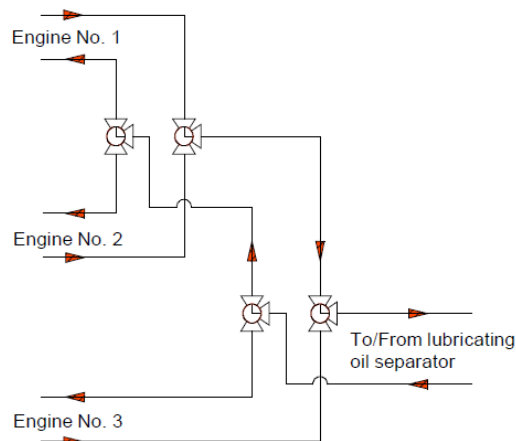 Engine No. 1
Engine No. 2
To/From lubricating
oil separator
Engine No. 3